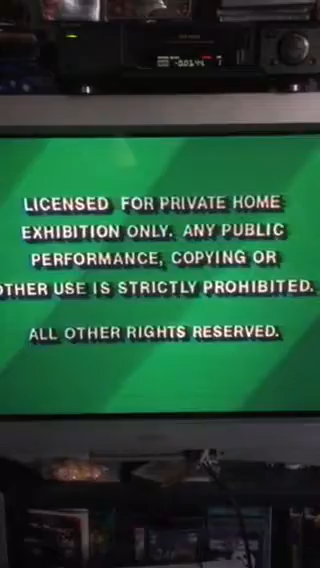 LICENSED FOR PRIVATE HOME
EXHIBITION ONLY. ANY PUBLIC
PERFORMANCE, COPYING OR
OTHER USE IS STRICTLY PROHIBITED.
ALL OTHER RIGHTS RESERVED.